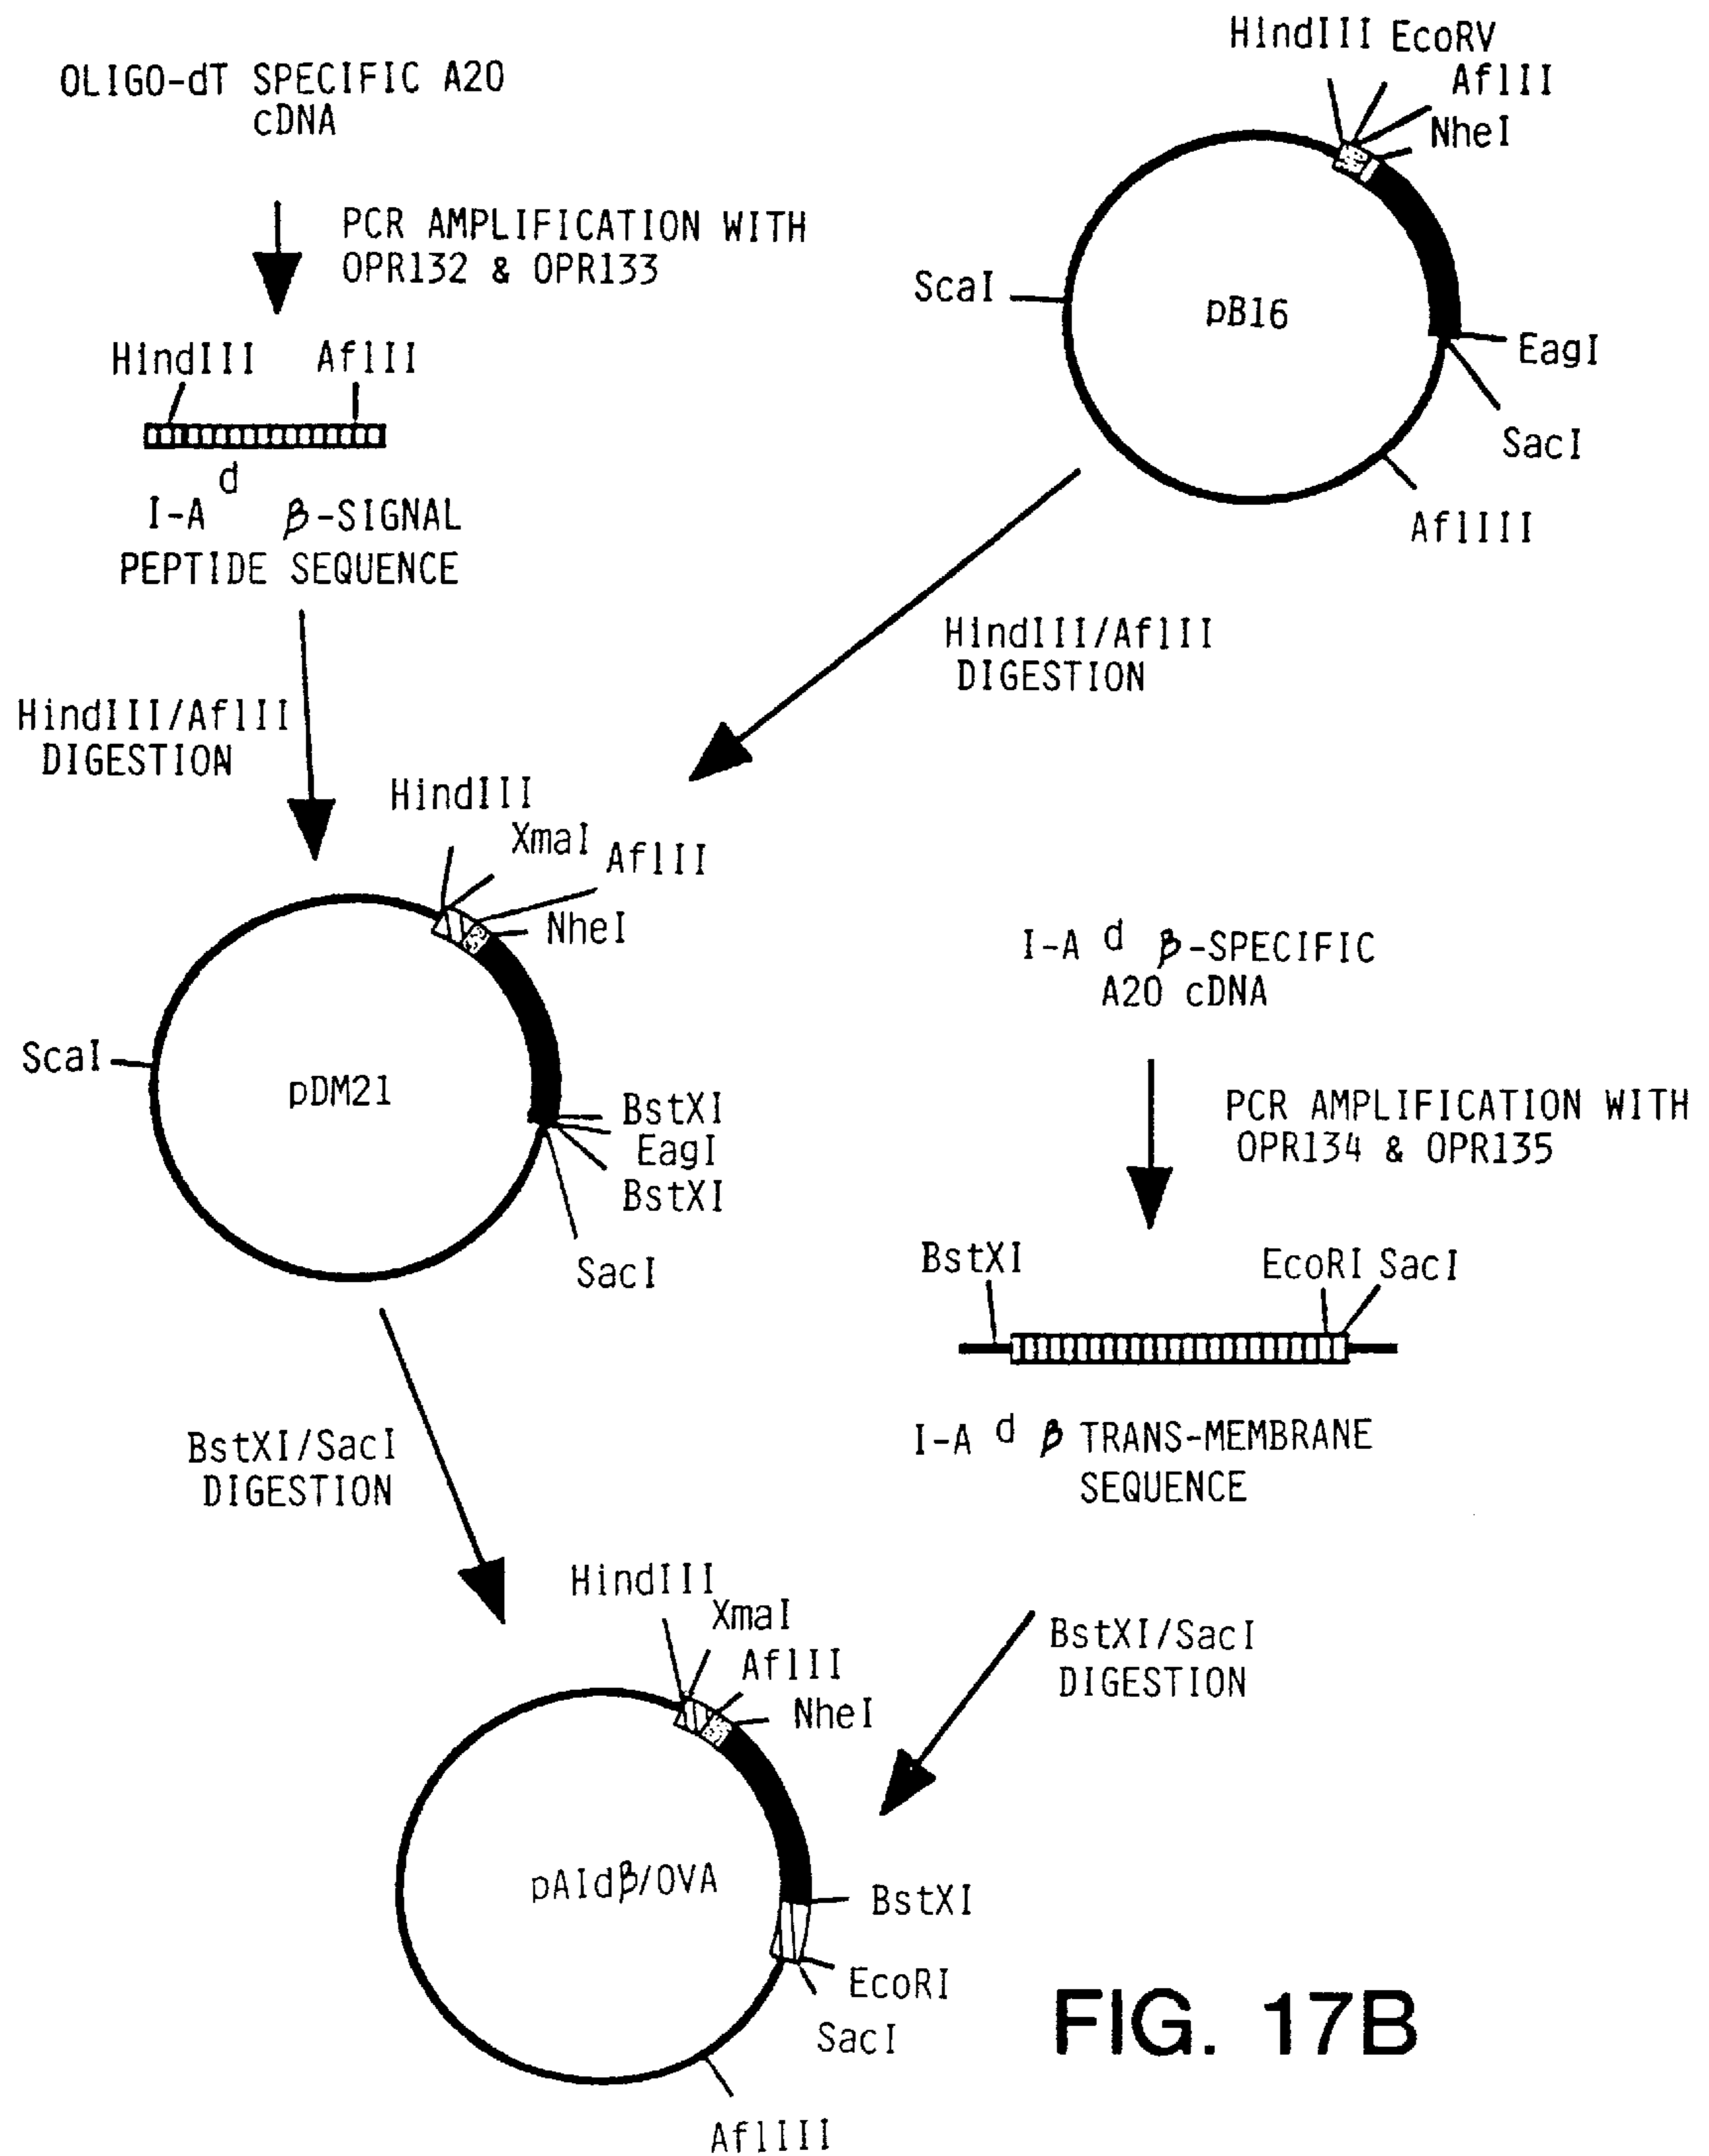 OLIGO-dT SPECIFIC A20
cDNA
PCR AMPLIFICATION WITH
OPR132 & OPR133
HindIII AflII
d
I-A β-SIGNAL
PEPTIDE SEQUENCE
HindIII/AflII
DIGESTION
HindIII EcoRV
AflII
NheI
ScaI
pB16
EagI
SacI
AflIII
HindIII/AflII
DIGESTION
HindIII
XmaI
AflII
NheI
ScaI
pDM21
BstXI
EagI
BstXI
SacI
I-A d β-SPECIFIC
A20 cDNA
PCR AMPLIFICATION WITH
OPR134 & OPR135
BstXI EcoRI SacI
I-A d β TRANS-MEMBRANE
SEQUENCE
BstXI/SacI
DIGESTION
BstXI/SacI
DIGESTION
HindIII
XmaI
AflII
NheI
pAIdβ/OVA
BstXI
EcoRI
SacI
AflIII
FIG. 17B